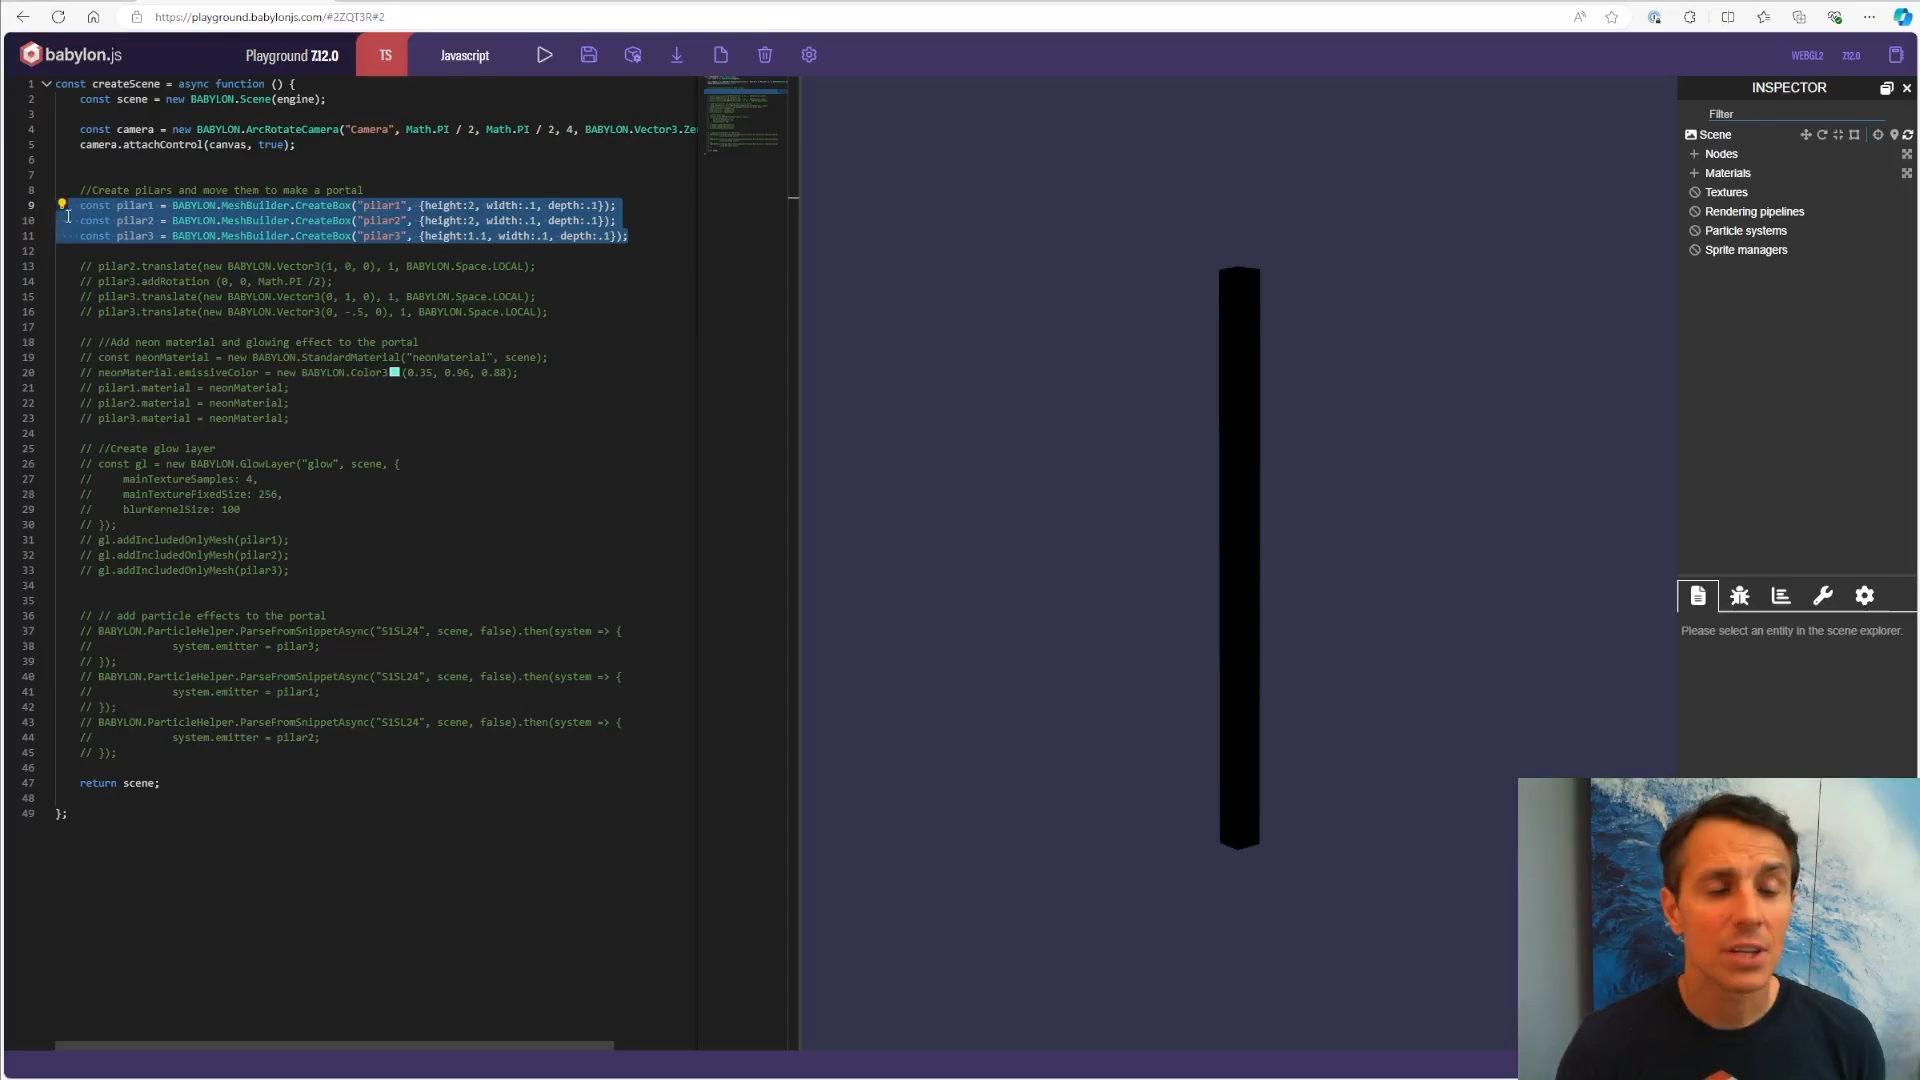 https://playground.babylonjs.com/#2ZQT3R#2
babylon.js
Playground 7.12.0
TS
Javascript
WEBGL2
7.12.0
1 const createScene = async function () {
2 const scene = new BABYLON.Scene(engine);
3
4 const camera = new BABYLON.ArcRotateCamera("Camera", Math.PI / 2, Math.PI / 2, 4, BABYLON.Vector3.Ze
5 camera.attachControl(canvas, true);
6
7
8 //Create pilars and move them to make a portal
9 const pilar1 = BABYLON.MeshBuilder.CreateBox("pilar1", {height:2, width:.1, depth:.1});
10 const pilar2 = BABYLON.MeshBuilder.CreateBox("pilar2", {height:2, width:.1, depth:.1});
11 const pilar3 = BABYLON.MeshBuilder.CreateBox("pilar3", {height:1.1, width:.1, depth:.1});
12
13 // pilar2.translate(new BABYLON.Vector3(1, 0, 0), 1, BABYLON.Space.LOCAL);
14 // pilar3.addRotation (0, 0, Math.PI /2);
15 // pilar3.translate(new BABYLON.Vector3(0, 1, 0), 1, BABYLON.Space.LOCAL);
16 // pilar3.translate(new BABYLON.Vector3(0, -.5, 0), 1, BABYLON.Space.LOCAL);
17
18 // //Add neon material and glowing effect to the portal
19 // const neonMaterial = new BABYLON.StandardMaterial("neonMaterial", scene);
20 // neonMaterial.emissiveColor = new BABYLON.Color3(0.35, 0.96, 0.88);
21 // pilar1.material = neonMaterial;
22 // pilar2.material = neonMaterial;
23 // pilar3.material = neonMaterial;
24
25 // //Create glow layer
26 // const gl = new BABYLON.GlowLayer("glow", scene, {
27 // mainTextureSamples: 4,
28 // mainTextureFixedSize: 256,
29 // blurKernelSize: 100
30 // });
31 // gl.addIncludedOnlyMesh(pilar1);
32 // gl.addIncludedOnlyMesh(pilar2);
33 // gl.addIncludedOnlyMesh(pilar3);
34
35
36 // // add particle effects to the portal
37 // BABYLON.ParticleHelper.ParseFromSnippetAsync("S1SL24", scene, false).then(system => {
38 // system.emitter = pilar3;
39 // });
40 // BABYLON.ParticleHelper.ParseFromSnippetAsync("S1SL24", scene, false).then(system => {
41 // system.emitter = pilar1;
42 // });
43 // BABYLON.ParticleHelper.ParseFromSnippetAsync("S1SL24", scene, false).then(system => {
44 // system.emitter = pilar2;
45 // });
46
47 return scene;
48
49 };
INSPECTOR
Filter
Scene
Nodes
Materials
Textures
Rendering pipelines
Particle systems
Sprite managers
Please select an entity in the scene explorer.